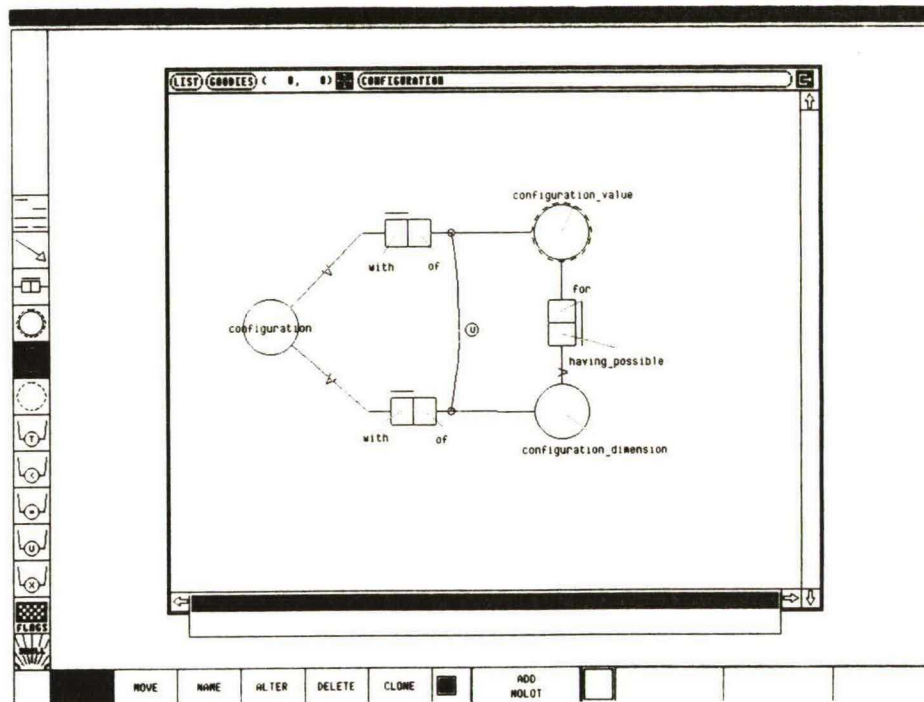 LIST GOODIES ( 0, 0) CONFIGURATION
configuration_value
with of
for
configuration
U
having_possible
with of
configuration_dimension
T
<
=
U
X
FLAGS
MOVE NAME ALTER DELETE CLONE ADD NOLOT